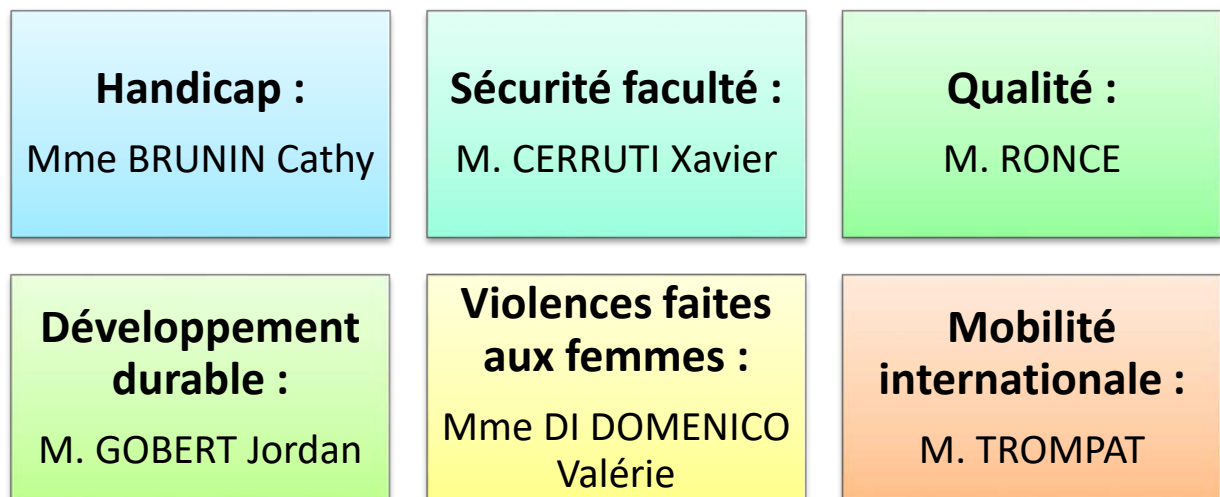 Handicap :
Mme BRUNIN Cathy
Sécurité faculté :
M. CERRUTI Xavier
Qualité :
M. RONCE
Développement
durable :
M. GOBERT Jordan
Violences faites
aux femmes :
Mme DI DOMENICO
Valérie
Mobilité
internationale :
M. TROMPAT